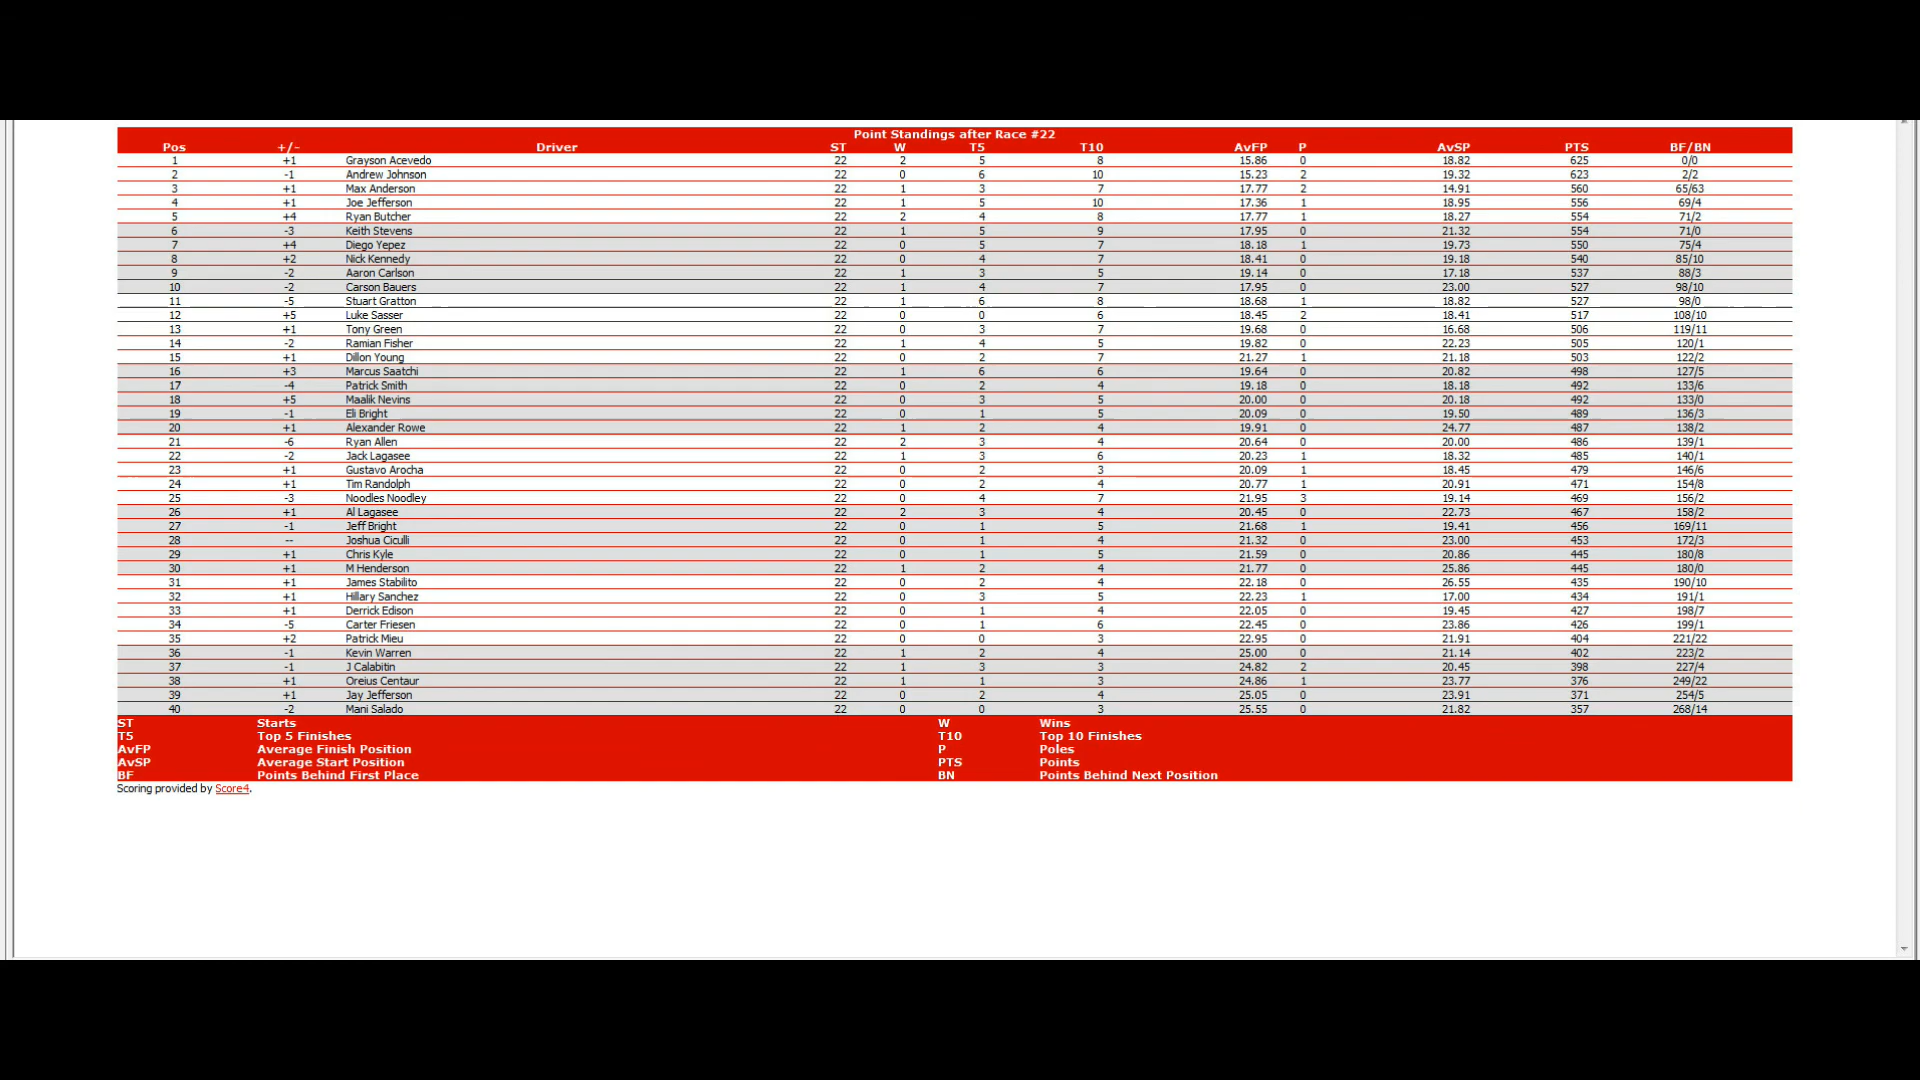 Point Standings after Race #22
Pos +/- Driver ST W T5 T10 AvFP P AvSP PTS BF/BN
1 +1 Grayson Acevedo 22 2 5 8 15.86 0 18.82 625 0/0
2 -1 Andrew Johnson 22 0 6 10 15.23 2 19.32 623 2/2
3 +1 Max Anderson 22 1 3 7 17.77 2 14.91 560 65/63
4 +1 Joe Jefferson 22 1 5 10 17.36 1 18.95 556 69/4
5 +4 Ryan Butcher 22 2 4 8 17.77 1 18.27 554 71/2
6 -3 Keith Stevens 22 1 5 9 17.95 0 21.32 554 71/0
7 +4 Diego Yepez 22 0 5 7 18.18 1 19.73 550 75/4
8 +2 Nick Kennedy 22 0 4 7 18.41 0 19.18 540 85/10
9 -2 Aaron Carlson 22 1 3 5 19.14 0 17.18 537 88/3
10 -2 Carson Bauers 22 1 4 7 17.95 0 23.00 527 98/10
11 -5 Stuart Gratton 22 1 6 8 18.68 1 18.82 527 98/0
12 +5 Luke Sasser 22 0 0 6 18.45 2 18.41 517 108/10
13 +1 Tony Green 22 0 3 7 19.68 0 16.68 506 119/11
14 -2 Ramian Fisher 22 1 4 5 19.82 0 22.23 505 120/1
15 +1 Dillon Young 22 0 2 7 21.27 1 21.18 503 122/2
16 +3 Marcus Saatchi 22 1 6 6 19.64 0 20.82 498 127/5
17 -4 Patrick Smith 22 0 2 4 19.18 0 18.18 492 133/6
18 +5 Maalik Nevins 22 0 3 5 20.00 0 20.18 492 133/0
19 -1 Eli Bright 22 0 1 5 20.09 0 19.50 489 136/3
20 +1 Alexander Rowe 22 1 2 4 19.91 0 24.77 487 138/2
21 -6 Ryan Allen 22 2 3 4 20.64 0 20.00 486 139/1
22 -2 Jack Lagasee 22 1 3 6 20.23 1 18.32 485 140/1
23 +1 Gustavo Arocha 22 0 2 3 20.09 1 18.45 479 146/6
24 +1 Tim Randolph 22 0 2 4 20.77 1 20.91 471 154/8
25 -3 Noodles Noodley 22 0 4 7 21.95 3 19.14 469 156/2
26 +1 Al Lagasee 22 2 3 4 20.45 0 22.73 467 158/2
27 -1 Jeff Bright 22 0 1 5 21.68 1 19.41 456 169/11
28 -- Joshua Ciculli 22 0 1 4 21.32 0 23.00 453 172/3
29 +1 Chris Kyle 22 0 1 5 21.59 0 20.86 445 180/8
30 +1 M Henderson 22 1 2 4 21.77 0 25.86 445 180/0
31 +1 James Stabilito 22 0 2 4 22.18 0 26.55 435 190/10
32 +1 Hillary Sanchez 22 0 3 5 22.23 1 17.00 434 191/1
33 +1 Derrick Edison 22 0 1 4 22.05 0 19.45 427 198/7
34 -5 Carter Friesen 22 0 1 6 22.45 0 23.86 426 199/1
35 +2 Patrick Mieu 22 0 0 3 22.95 0 21.91 404 221/22
36 -1 Kevin Warren 22 1 2 4 25.00 0 21.14 402 223/2
37 -1 J Calabitin 22 1 3 3 24.82 2 20.45 398 227/4
38 +1 Oreius Centaur 22 1 1 3 24.86 1 23.77 376 249/22
39 +1 Jay Jefferson 22 0 2 4 25.05 0 23.91 371 254/5
40 -2 Mani Salado 22 0 0 3 25.55 0 21.82 357 268/14
ST Starts W Wins
T5 Top 5 Finishes T10 Top 10 Finishes
AvFP Average Finish Position P Poles
AvSP Average Start Position PTS Points
BF Points Behind First Place BN Points Behind Next Position
Scoring provided by Score4.